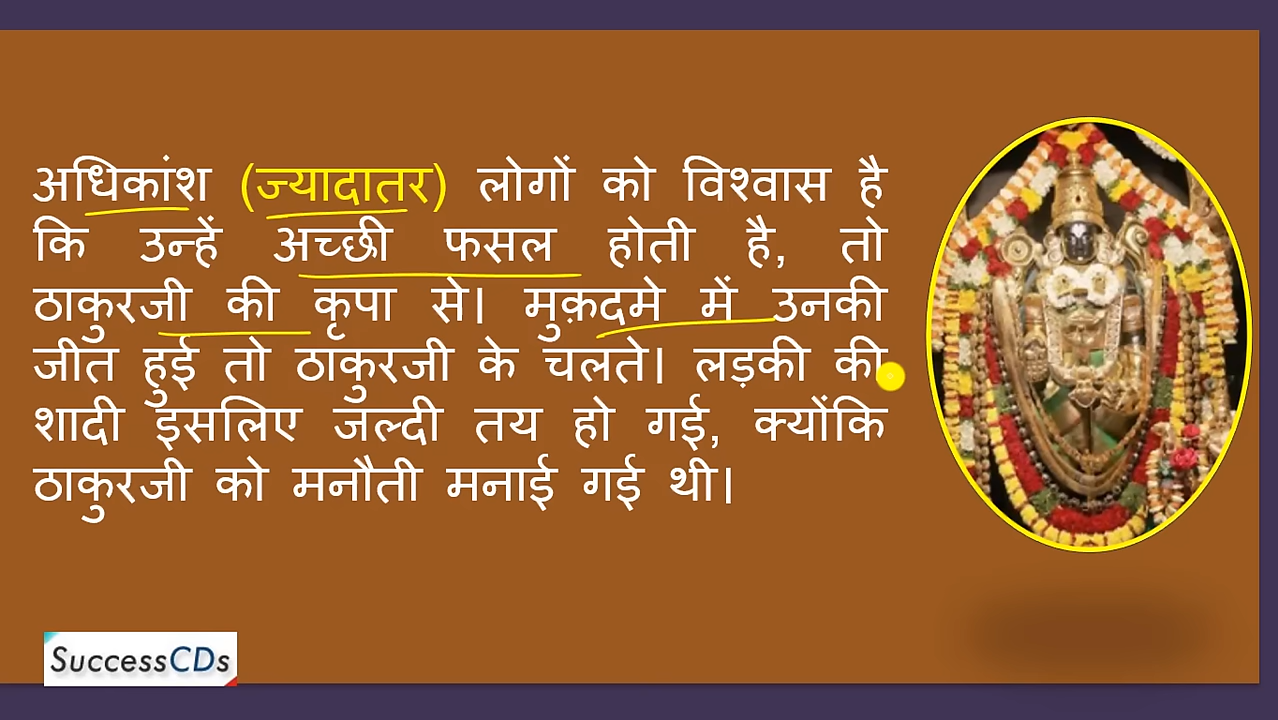 अधिकांश (ज्यादातर) लोगों को विश्वास है
कि उन्हें अच्छी फसल होती है, तो
ठाकुरजी की कृपा से। मुक़दमे में उनकी
जीत हुई तो ठाकुरजी के चलते। लड़की की
शादी इसलिए जल्दी तय हो गई, क्योंकि
ठाकुरजी को मनौती मनाई गई थी।
SuccessCDs